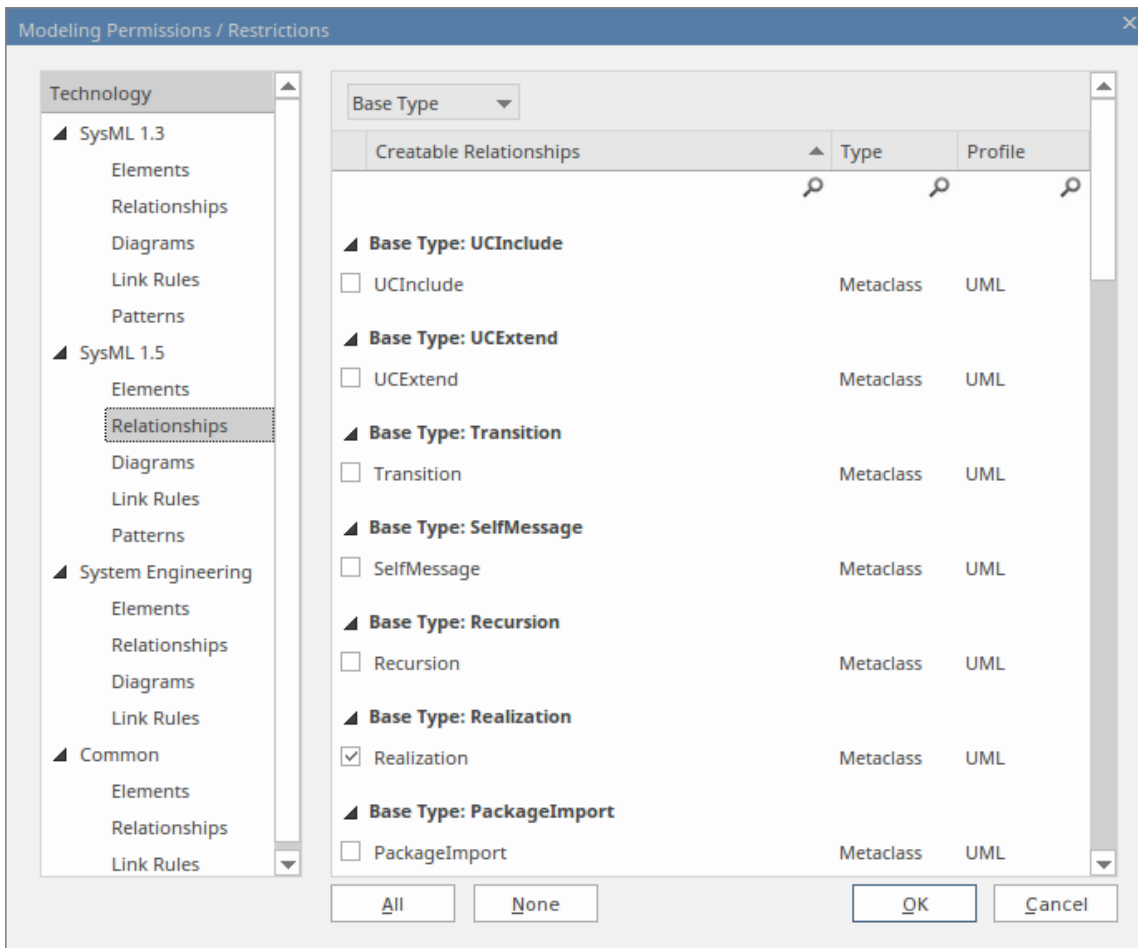 Modeling Permissions / Restrictions
Technology
SysML 1.3
Elements
Relationships
Diagrams
Link Rules
Patterns
SysML 1.5
Elements
Relationships
Diagrams
Link Rules
Patterns
System Engineering
Elements
Relationships
Diagrams
Link Rules
Common
Elements
Relationships
Link Rules
Base Type
Creatable Relationships Type Profile
Base Type: UCInclude
UCInclude Metaclass UML
Base Type: UCExtend
UCExtend Metaclass UML
Base Type: Transition
Transition Metaclass UML
Base Type: SelfMessage
SelfMessage Metaclass UML
Base Type: Recursion
Recursion Metaclass UML
Base Type: Realization
Realization Metaclass UML
Base Type: PackageImport
PackageImport Metaclass UML
All None OK Cancel